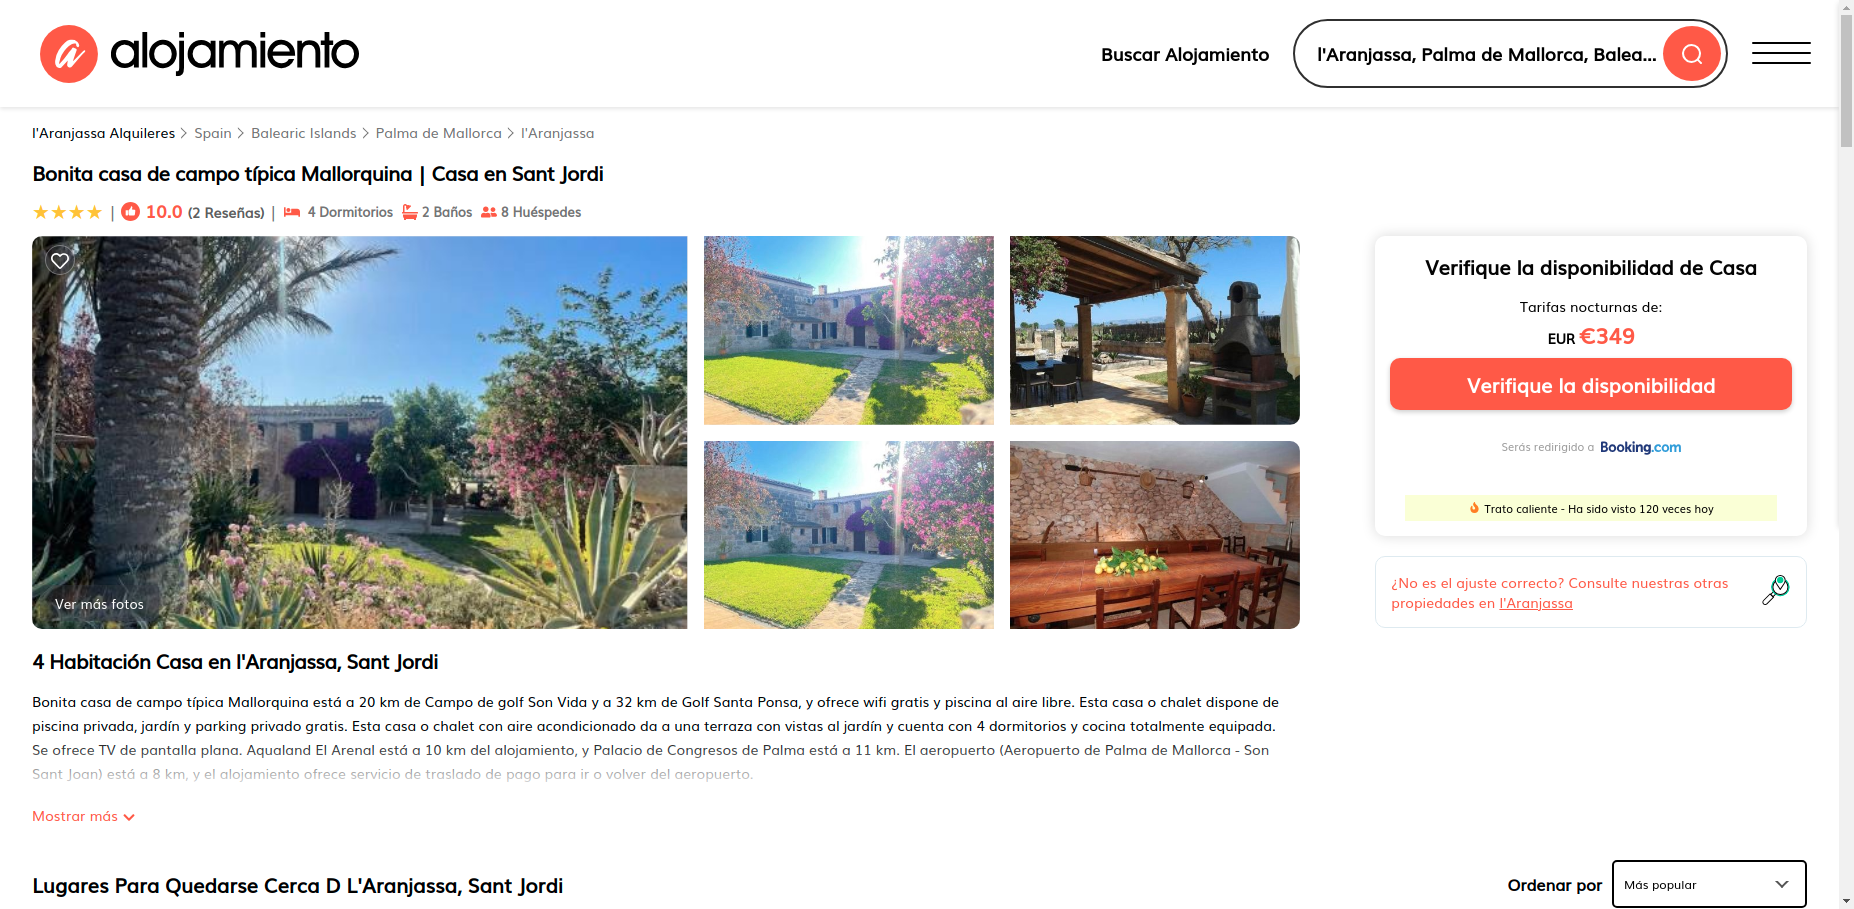 a alojamiento
Buscar Alojamiento
l'Aranjassa, Palma de Mallorca, Balea...
l'Aranjassa Alquileres > Spain > Balearic Islands > Palma de Mallorca > l'Aranjassa
Bonita casa de campo típica Mallorquina | Casa en Sant Jordi
| 10.0 (2 Reseñas) | 4 Dormitorios 2 Baños 8 Huéspedes
Ver más fotos
Verifique la disponibilidad de Casa
Tarifas nocturnas de:
EUR €349
Verifique la disponibilidad
Serás redirigido a Booking.com
Trato caliente - Ha sido visto 120 veces hoy
¿No es el ajuste correcto? Consulte nuestras otras
propiedades en l'Aranjassa
4 Habitación Casa en l'Aranjassa, Sant Jordi
Bonita casa de campo típica Mallorquina está a 20 km de Campo de golf Son Vida y a 32 km de Golf Santa Ponsa, y ofrece wifi gratis y piscina al aire libre. Esta casa o chalet dispone de
piscina privada, jardín y parking privado gratis. Esta casa o chalet con aire acondicionado da a una terraza con vistas al jardín y cuenta con 4 dormitorios y cocina totalmente equipada.
Se ofrece TV de pantalla plana. Aqualand El Arenal está a 10 km del alojamiento, y Palacio de Congresos de Palma está a 11 km. El aeropuerto (Aeropuerto de Palma de Mallorca - Son
Sant Joan) está a 8 km, y el alojamiento ofrece servicio de traslado de pago para ir o volver del aeropuerto.
Mostrar más
Lugares Para Quedarse Cerca D L'Aranjassa, Sant Jordi
Ordenar por
Más popular